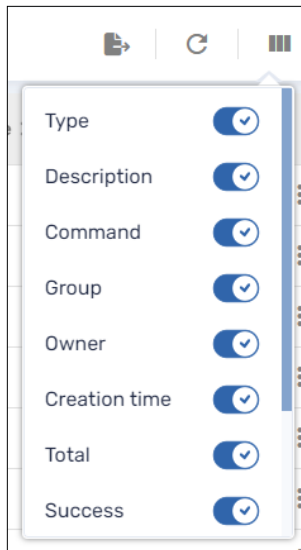 Type
Description
Command
Group
Owner
Creation time
Total
Success